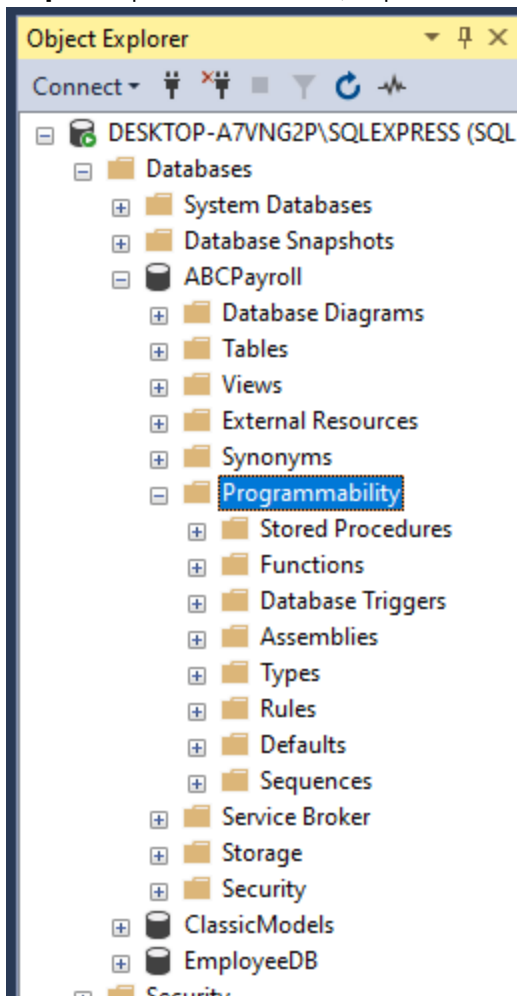 Object Explorer
Connect
DESKTOP-A7VNG2P\SQLEXPRESS (SQL
Databases
System Databases
Database Snapshots
ABCPayroll
Database Diagrams
Tables
Views
External Resources
Synonyms
Programmability
Stored Procedures
Functions
Database Triggers
Assemblies
Types
Rules
Defaults
Sequences
Service Broker
Storage
Security
ClassicModels
EmployeeDB
Security